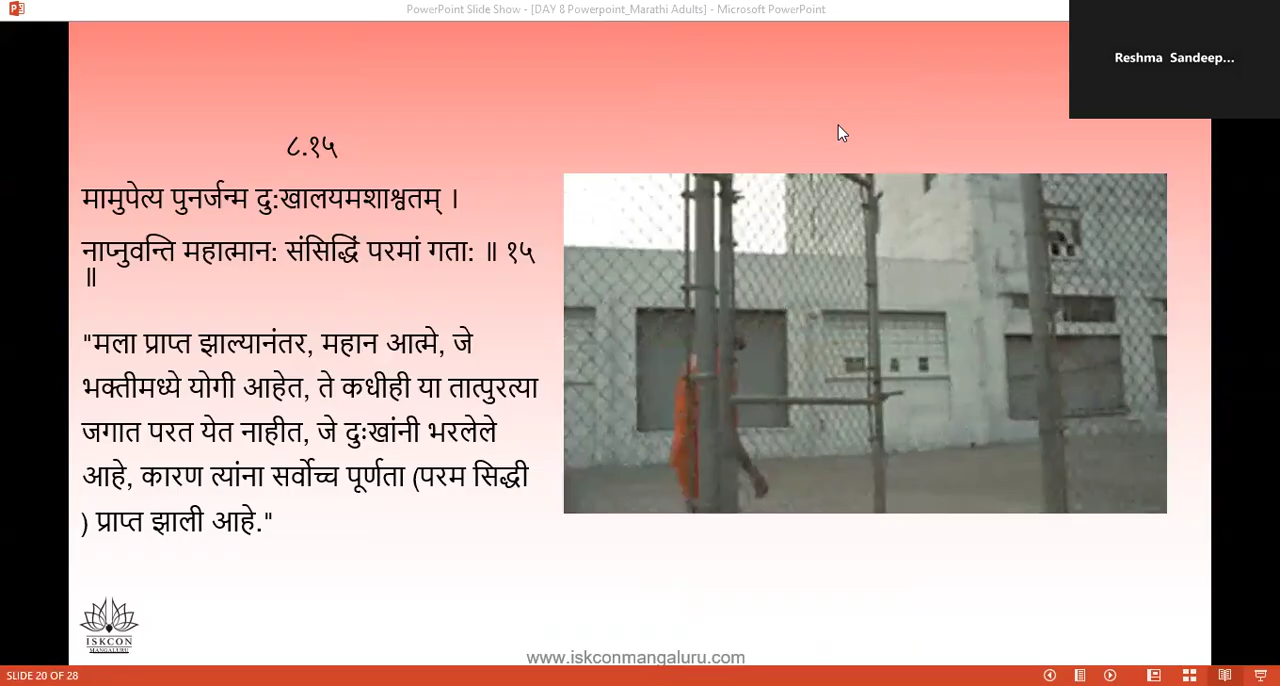 PowerPoint Slide Show - [DAY 8 Powerpoint_Marathi Adults] - Microsoft PowerPoint
Reshma Sandeep...
८.१५
मामुपेत्य पुनर्जन्म दु:खालयमशाश्वतम् ।
नाप्नुवन्ति महात्मान: संसिद्धिं परमां गता: ॥ १५
॥
"मला प्राप्त झाल्यानंतर, महान आत्मे, जे
भक्तीमध्ये योगी आहेत, ते कधीही या तात्पुरत्या
जगात परत येत नाहीत, जे दुःखांनी भरलेले
आहे, कारण त्यांना सर्वोच्च पूर्णता (परम सिद्धी
) प्राप्त झाली आहे."
ISKCON
MANGALURU
www.iskconmangaluru.com
SLIDE 20 OF 28